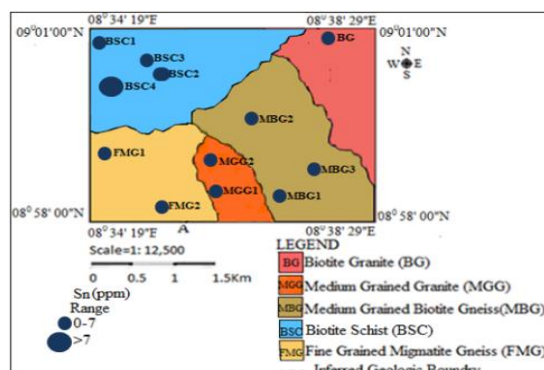 08° 34' 19"E 08° 38' 29"E
09° 01' 00" 09° 01' 00"
BSC1 BG
BSC3
BSC2
BSC4
N
W E
S
MBG2
FMG1 MGG2
MBG3
MGG1 MBG1
FMG2
08° 58' 00" 08° 58' 00"
08° 34' 19" A 08° 38' 29"
Scale=1: 12,500
0 0.5 1 1.5Km
Sn(ppm)
Range
0-7
>7
LEGEND
BG Biotite Granite (BG)
MGG Medium Grained Granite (MGG)
MBG Medium Grained Biotite Gneiss(MBG)
BSC Biotite Schist (BSC)
FMG Fine Grained Migmatite Gneiss (FMG)
Inferred Geologic Boundary